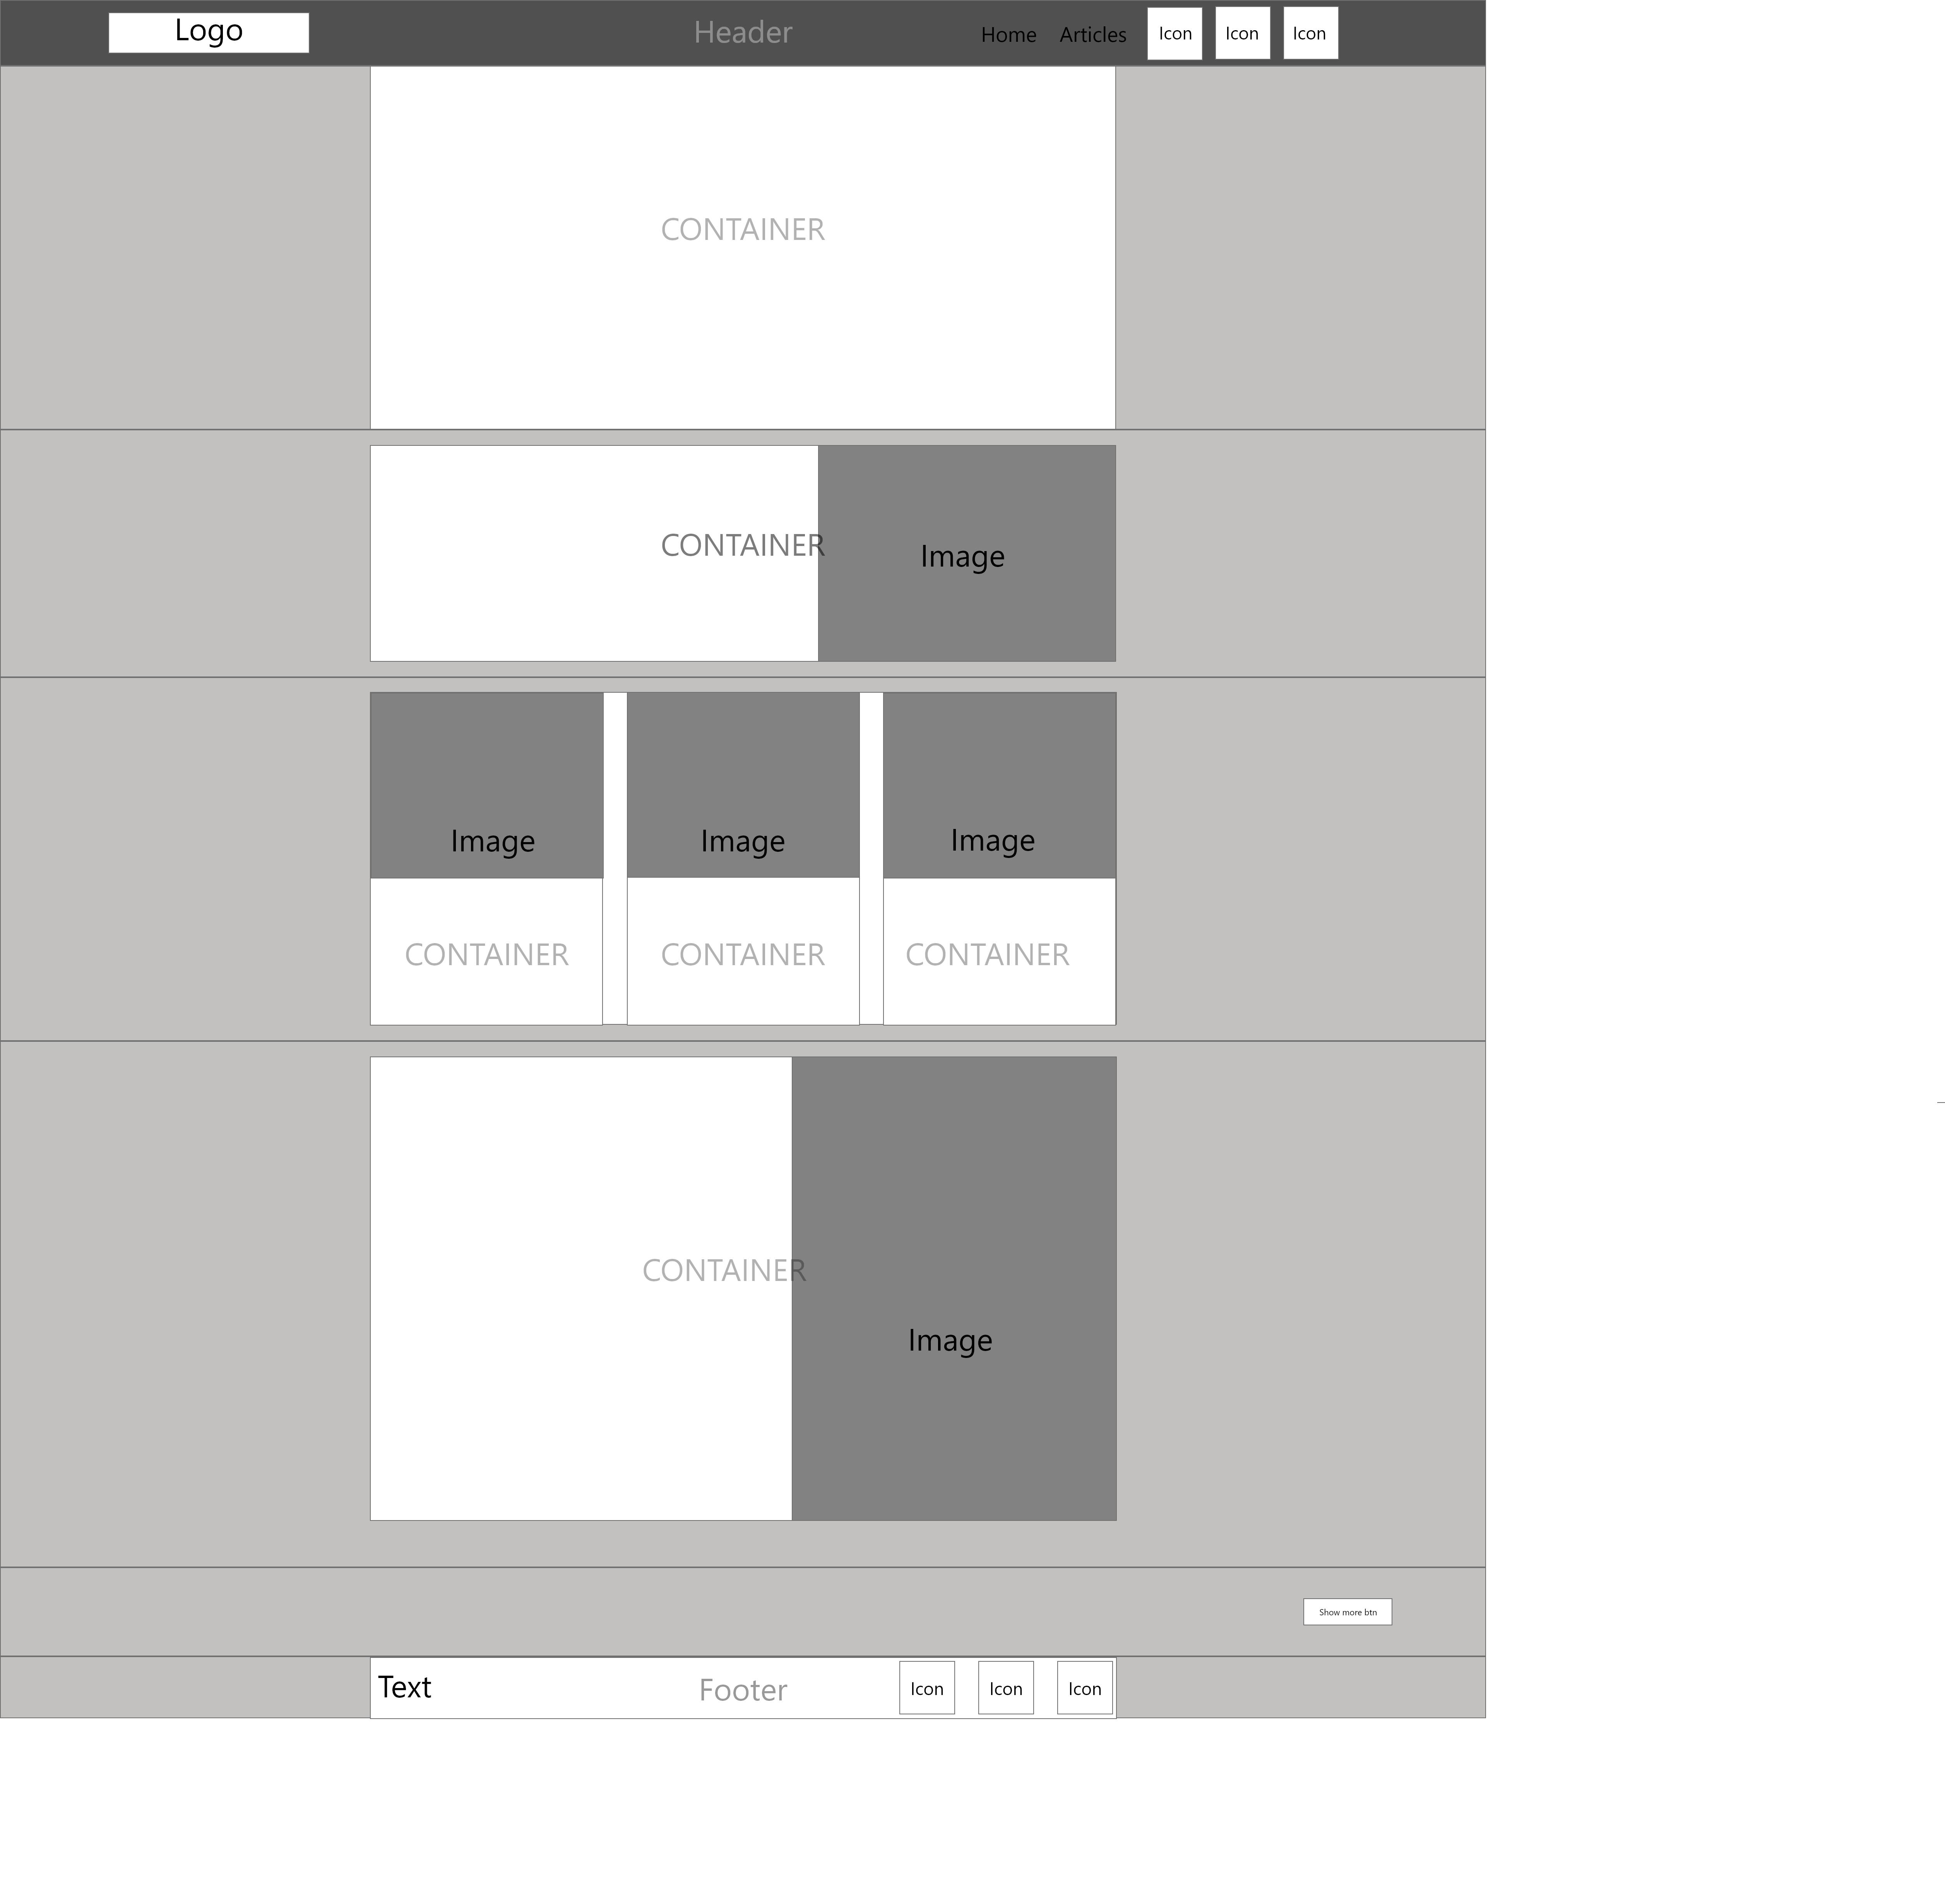 Logo
Header
Home
Articles
Icon
Icon
Icon
CONTAINER
CONTAINER
Image
Image
Image
Image
CONTAINER
CONTAINER
CONTAINER
CONTAINER
Image
Show more btn
Text
Footer
Icon
Icon
Icon